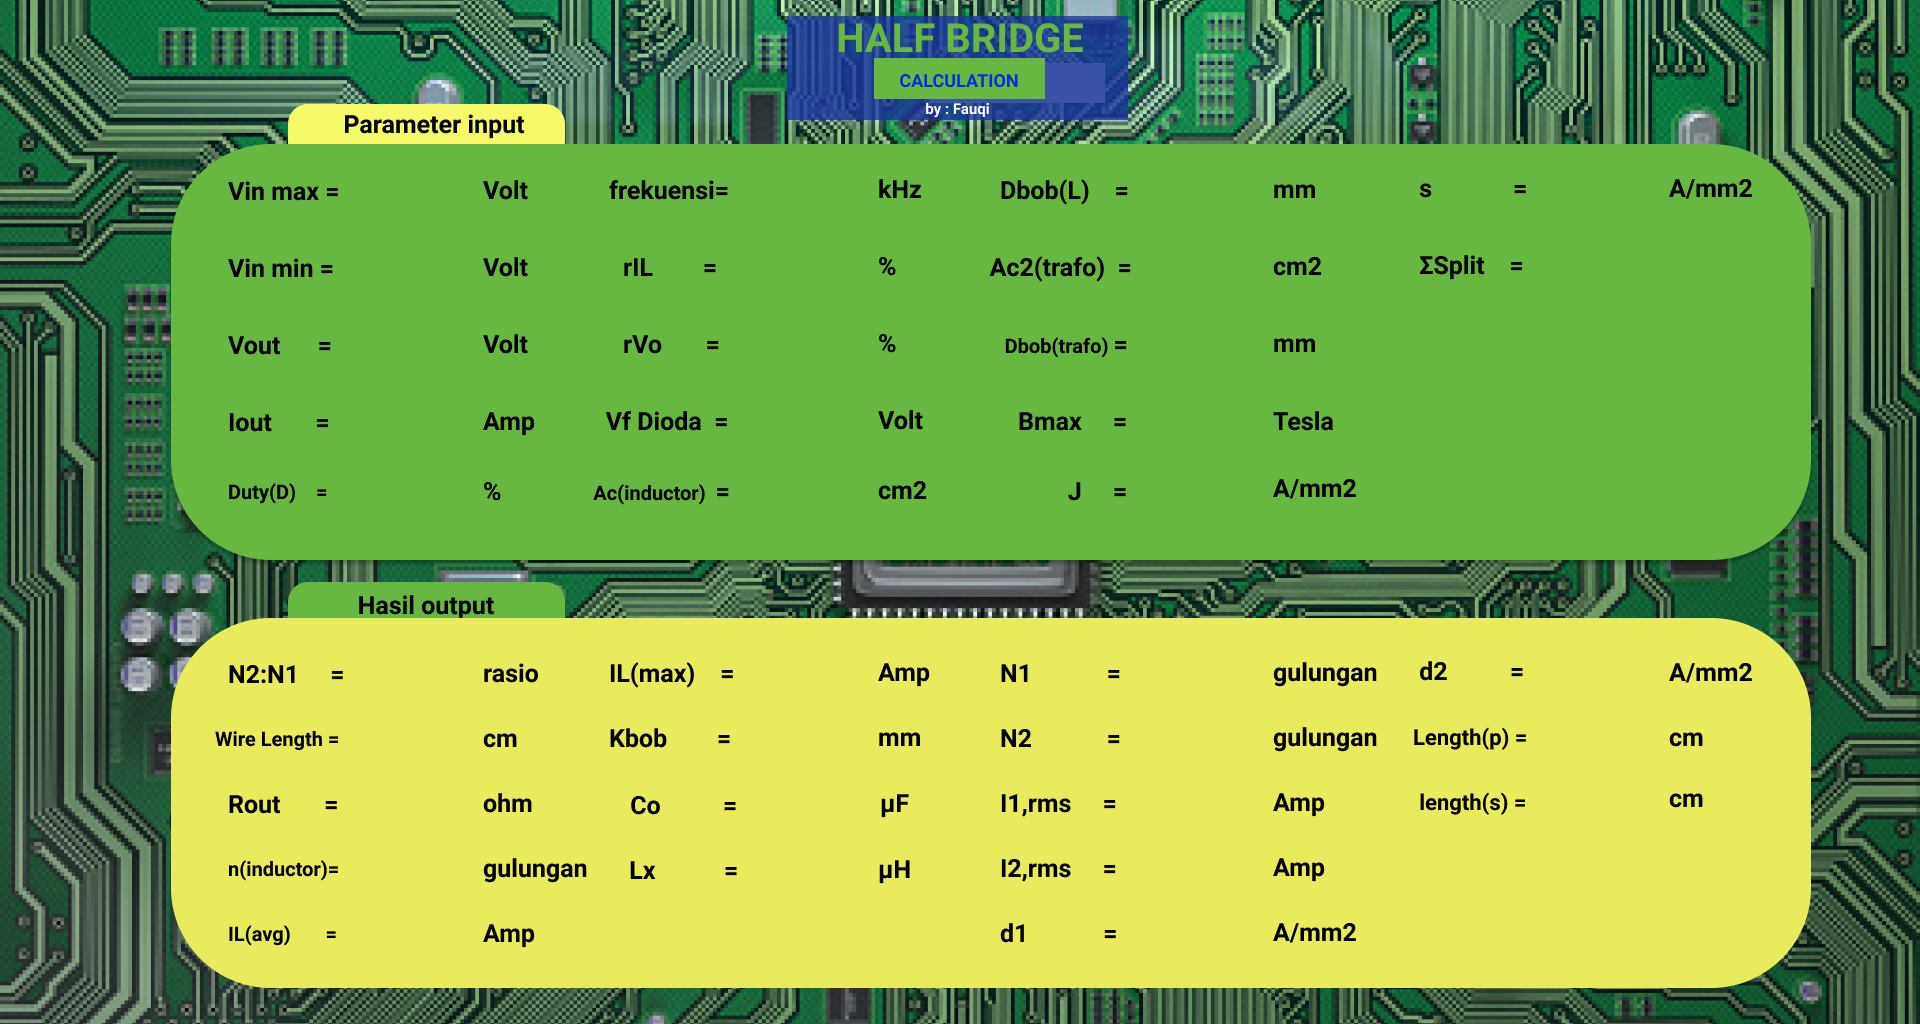 HALF BRIDGE
CALCULATION
by : Fauqi
Parameter input
Vin max = Volt frekuensi= kHz Dbob(L) = mm s = A/mm2
Vin min = Volt rIL = % Ac2(trafo) = cm2 ΣSplit =
Vout = Volt rVo = % Dbob(trafo) = mm
Iout = Amp Vf Dioda = Volt Bmax = Tesla
Duty(D) = % Ac(inductor) = cm2 J = A/mm2
Hasil output
N2:N1 = rasio IL(max) = Amp N1 = gulungan d2 = A/mm2
Wire Length = cm Kbob = mm N2 = gulungan Length(p) = cm
Rout = ohm Co = µF I1,rms = Amp length(s) = cm
n(inductor)= gulungan Lx = µH I2,rms = Amp
IL(avg) = Amp d1 = A/mm2